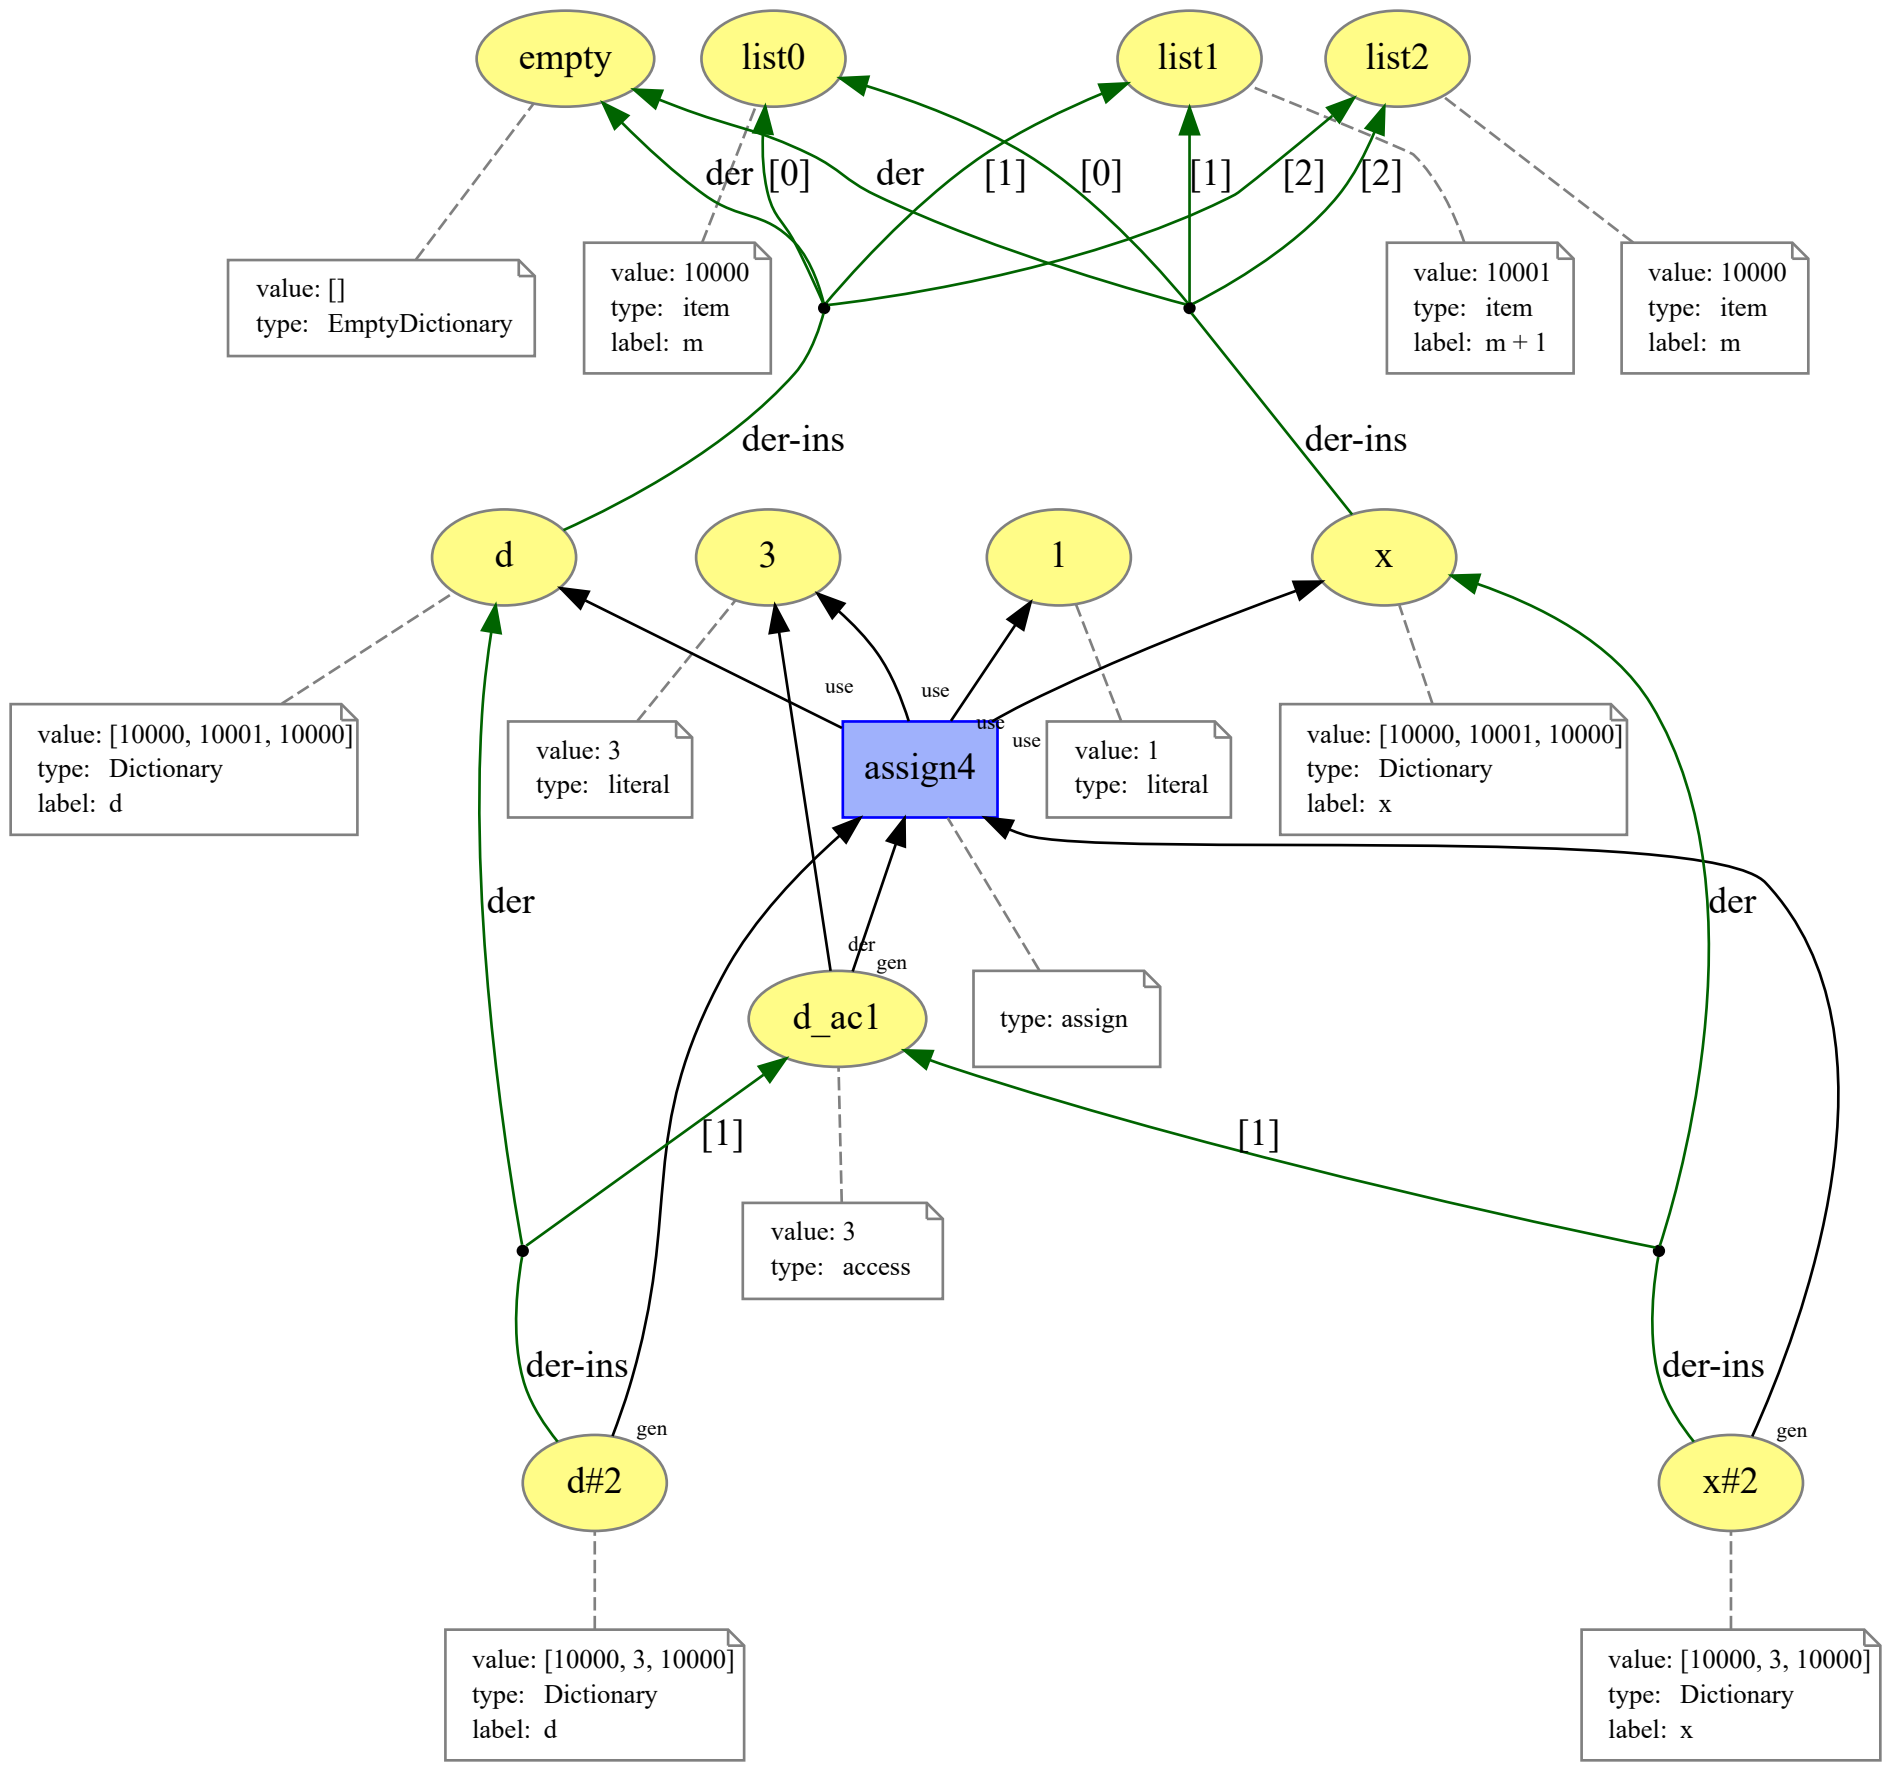 empty
list0
list1
list2
der
[0]
der
[1]
[0]
[1]
[2]
[2]
value: []
type: EmptyDictionary
value: 10000
type: item
label: m
value: 10001
type: item
label: m + 1
value: 10000
type: item
label: m
der-ins
der-ins
d
3
1
x
use
use
use
use
value: [10000, 10001, 10000]
type: Dictionary
label: d
value: 3
type: literal
assign4
value: 1
type: literal
value: [10000, 10001, 10000]
type: Dictionary
label: x
der
der
der
gen
d_ac1
type: assign
[1]
[1]
value: 3
type: access
der-ins
der-ins
gen
gen
d#2
x#2
value: [10000, 3, 10000]
type: Dictionary
label: d
value: [10000, 3, 10000]
type: Dictionary
label: x